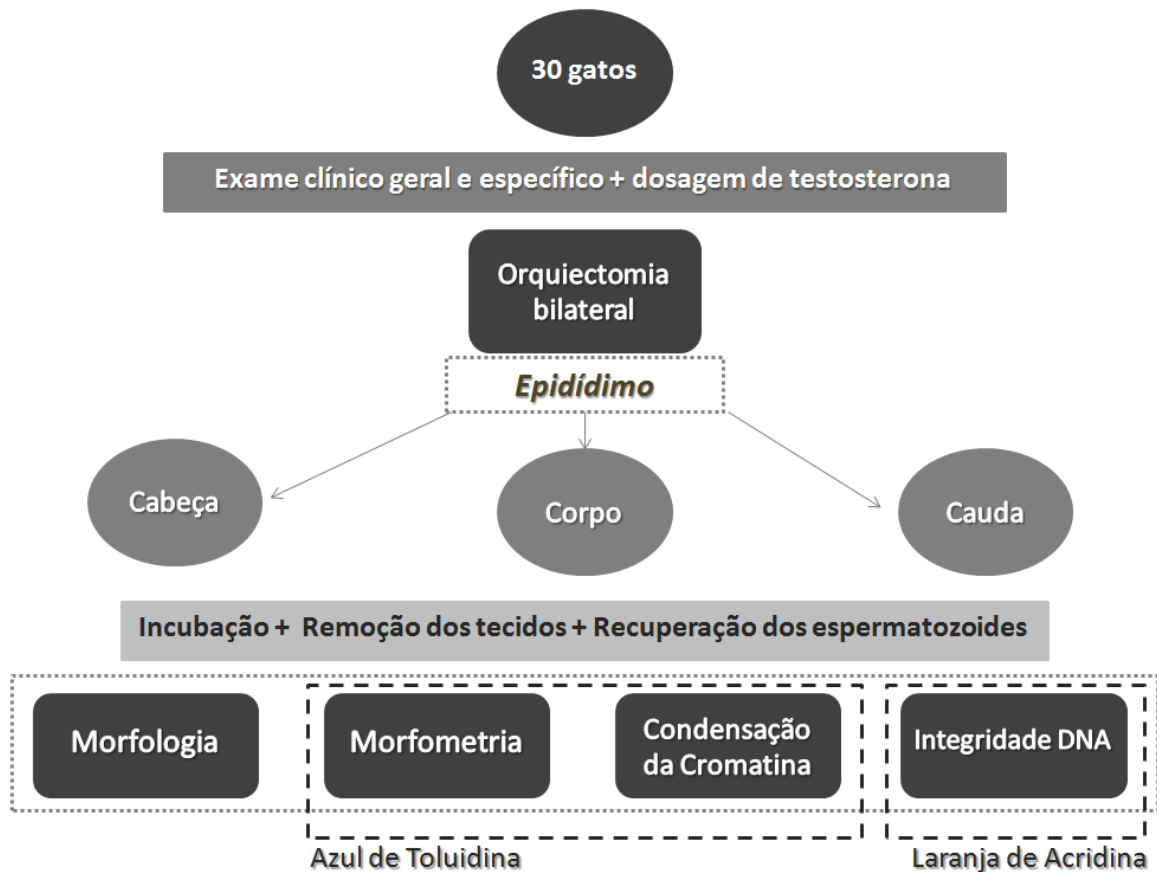 30 gatos
Exame clínico geral e específico + dosagem de testosterona
Orquiectomia
bilateral
Epidídimo
Cabeça
Corpo
Cauda
Incubação + Remoção dos tecidos + Recuperação dos espermatozoides
Morfologia
Morfometria
Condensação
da Cromatina
Integridade DNA
Azul de Toluidina
Laranja de Acridina